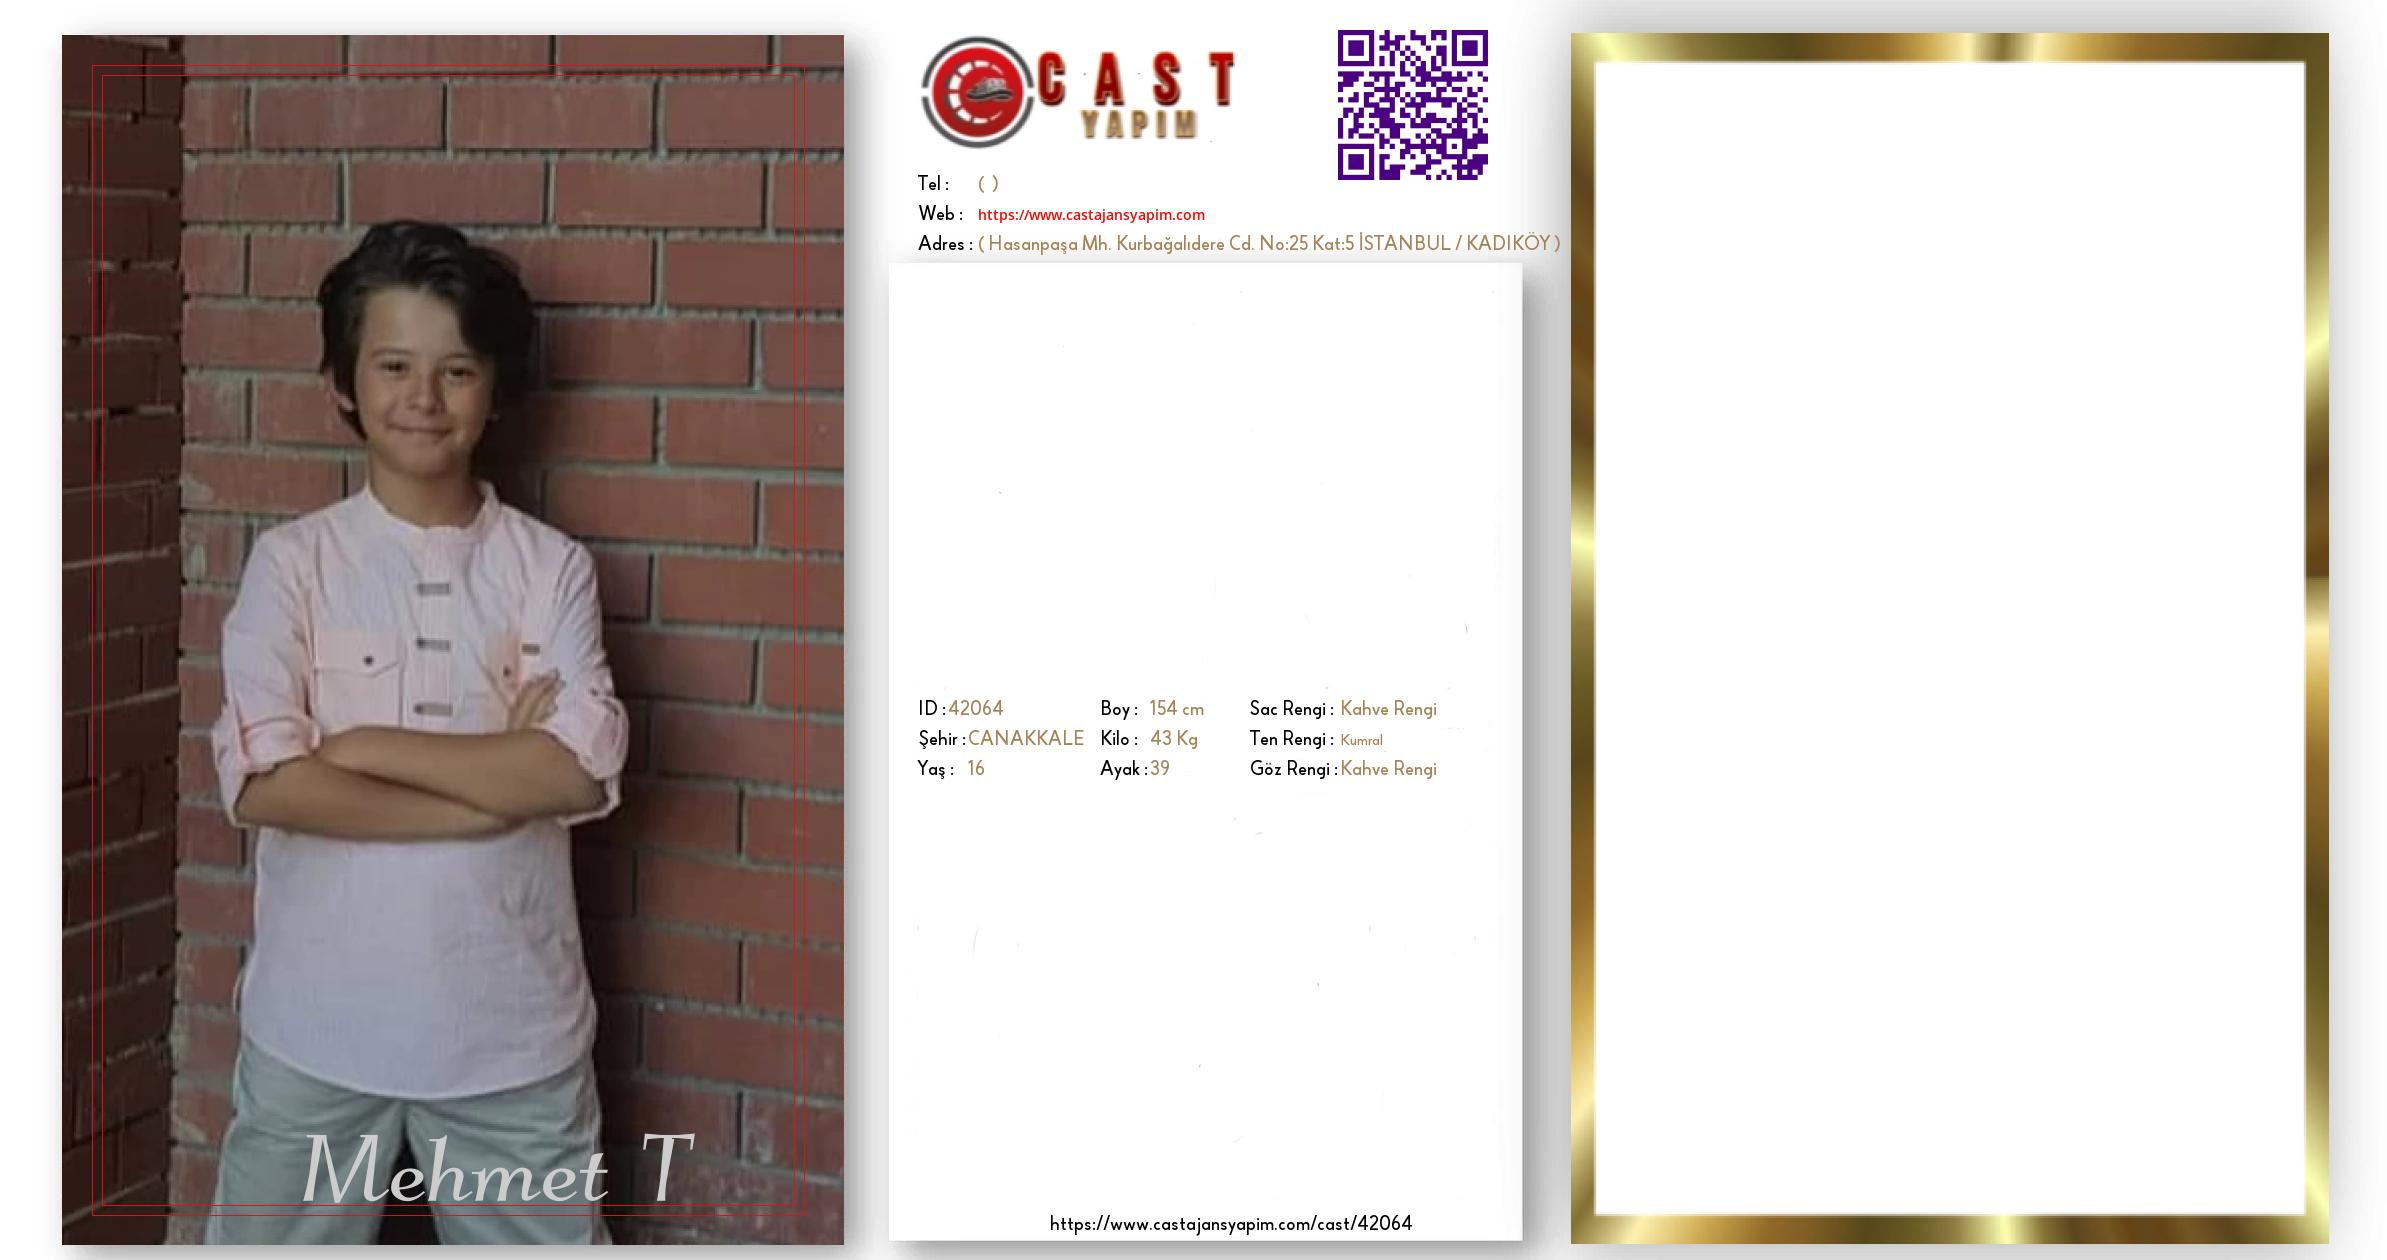 Mehmet T
CAST
YAPIM
Tel : ( )
Web : https://www.castajansyapim.com
Adres : ( Hasanpaşa Mh. Kurbağalıdere Cd. No:25 Kat:5 İSTANBUL / KADIKÖY )
ID : 42064 Boy : 154 cm Sac Rengi : Kahve Rengi
Şehir : CANAKKALE Kilo : 43 Kg Ten Rengi : Kumral
Yaş : 16 Ayak : 39 Göz Rengi : Kahve Rengi
https://www.castajansyapim.com/cast/42064